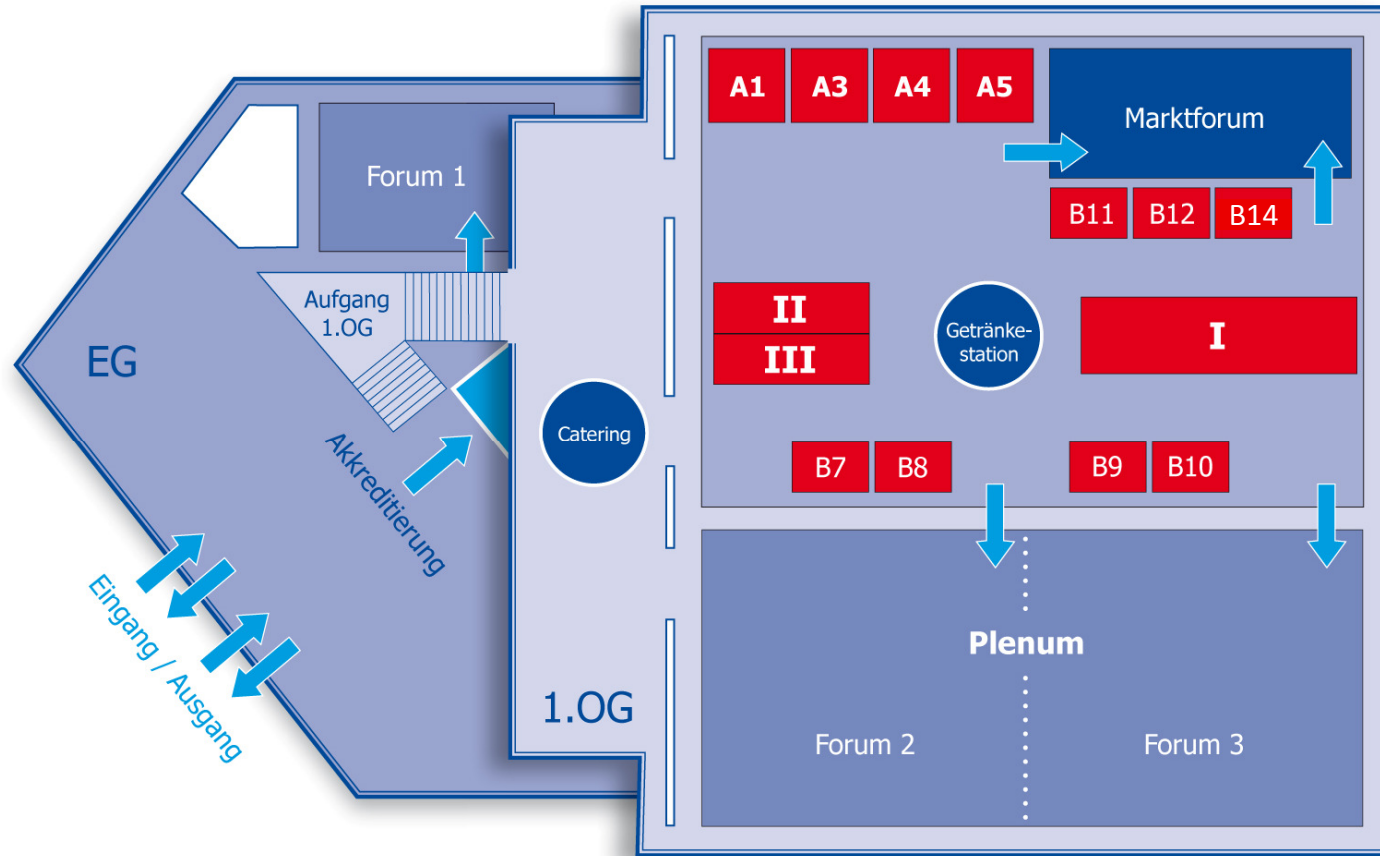 EG
Forum 1
Aufgang
1.OG
Akkreditierung
Eingang / Ausgang
Catering
1.OG
A1
A3
A4
A5
Marktforum
B11
B12
B14
II
III
Getränke-
station
I
B7
B8
B9
B10
Plenum
Forum 2
Forum 3